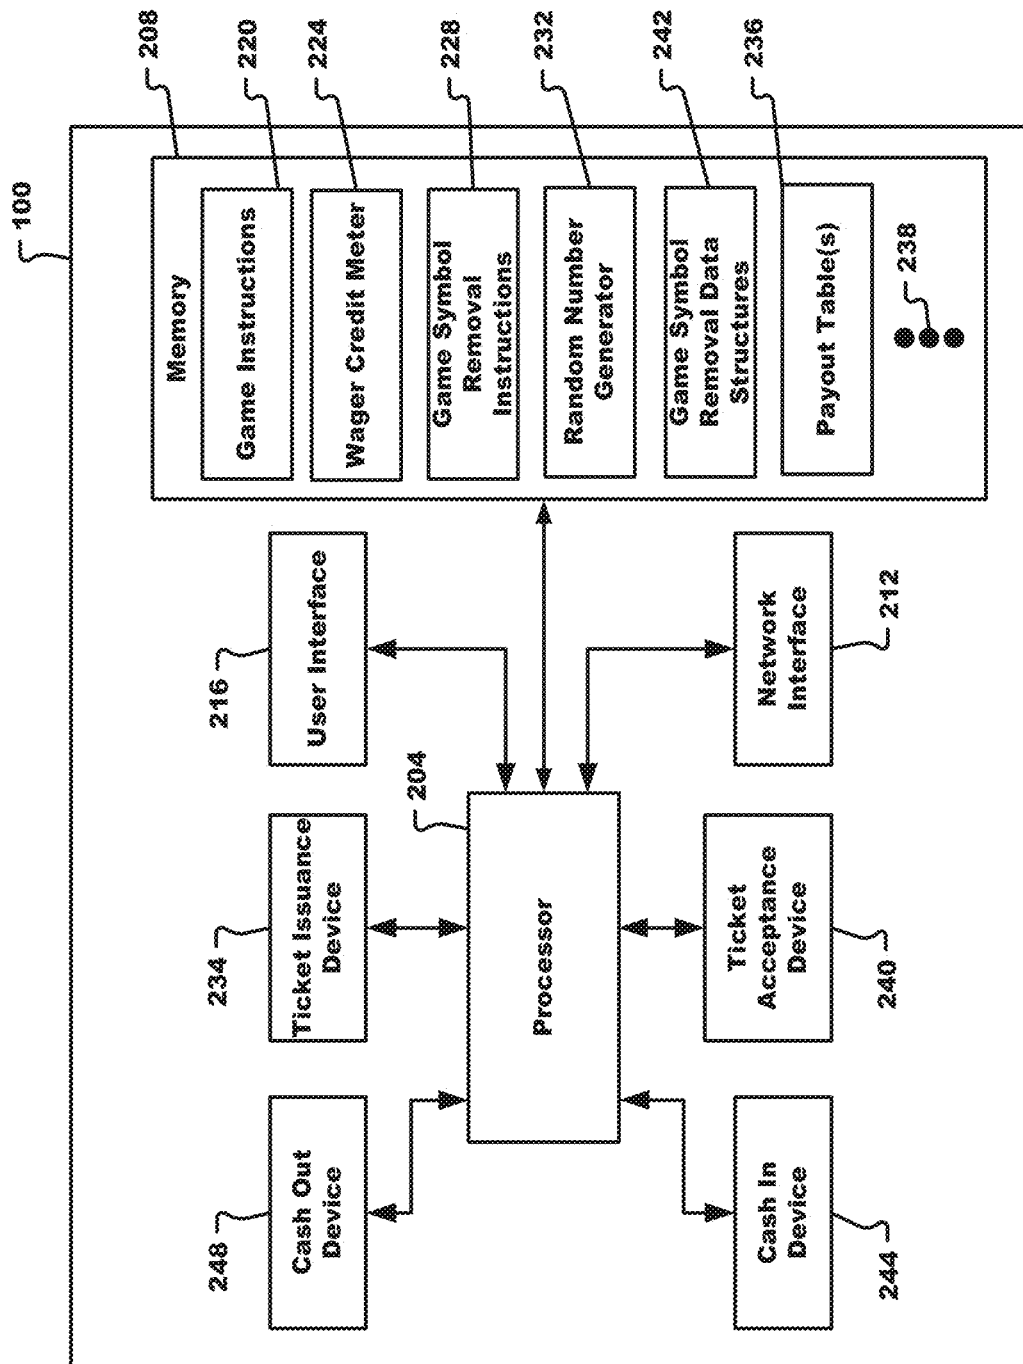 100
208
220
224
228
232
242
236
Memory
Game Instructions
Wager Credit Meter
Game Symbol
Removal
Instructions
Random Number
Generator
Game Symbol
Removal Data
Structures
Payout Table(s)
238
216
User Interface
Network
Interface
212
204
Processor
234
Ticket Issuance
Device
Ticket
Acceptance
Device
240
248
Cash Out
Device
Cash In
Device
244